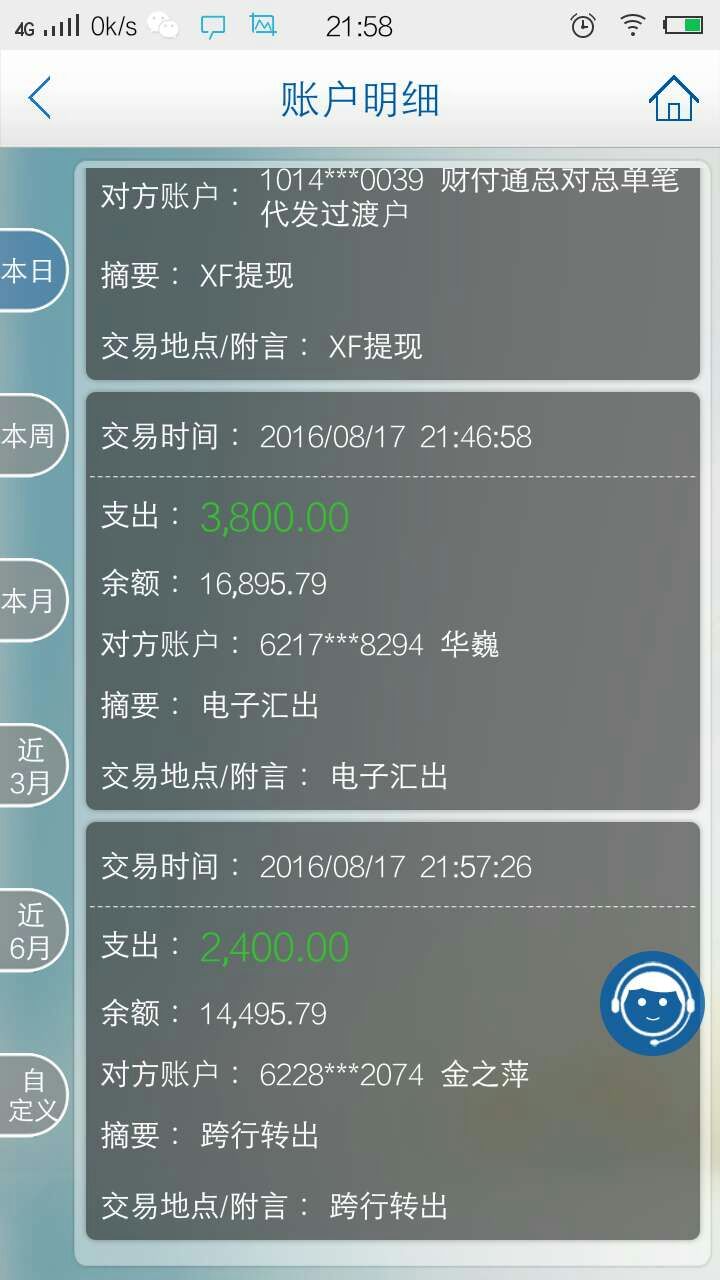 4G 0k/s 21:58
账户明细
对方账户： 1014***0039 财付通总对总单笔
代发过渡户
本日
摘要： XF提现
交易地点/附言： XF提现
本周
交易时间： 2016/08/17 21:46:58
支出： 3,800.00
余额： 16,895.79
本月
对方账户： 6217***8294 华巍
摘要： 电子汇出
近
3月
交易地点/附言： 电子汇出
交易时间： 2016/08/17 21:57:26
近
6月
支出： 2,400.00
余额： 14,495.79
对方账户： 6228***2074 金之萍
自
定义
摘要： 跨行转出
交易地点/附言： 跨行转出